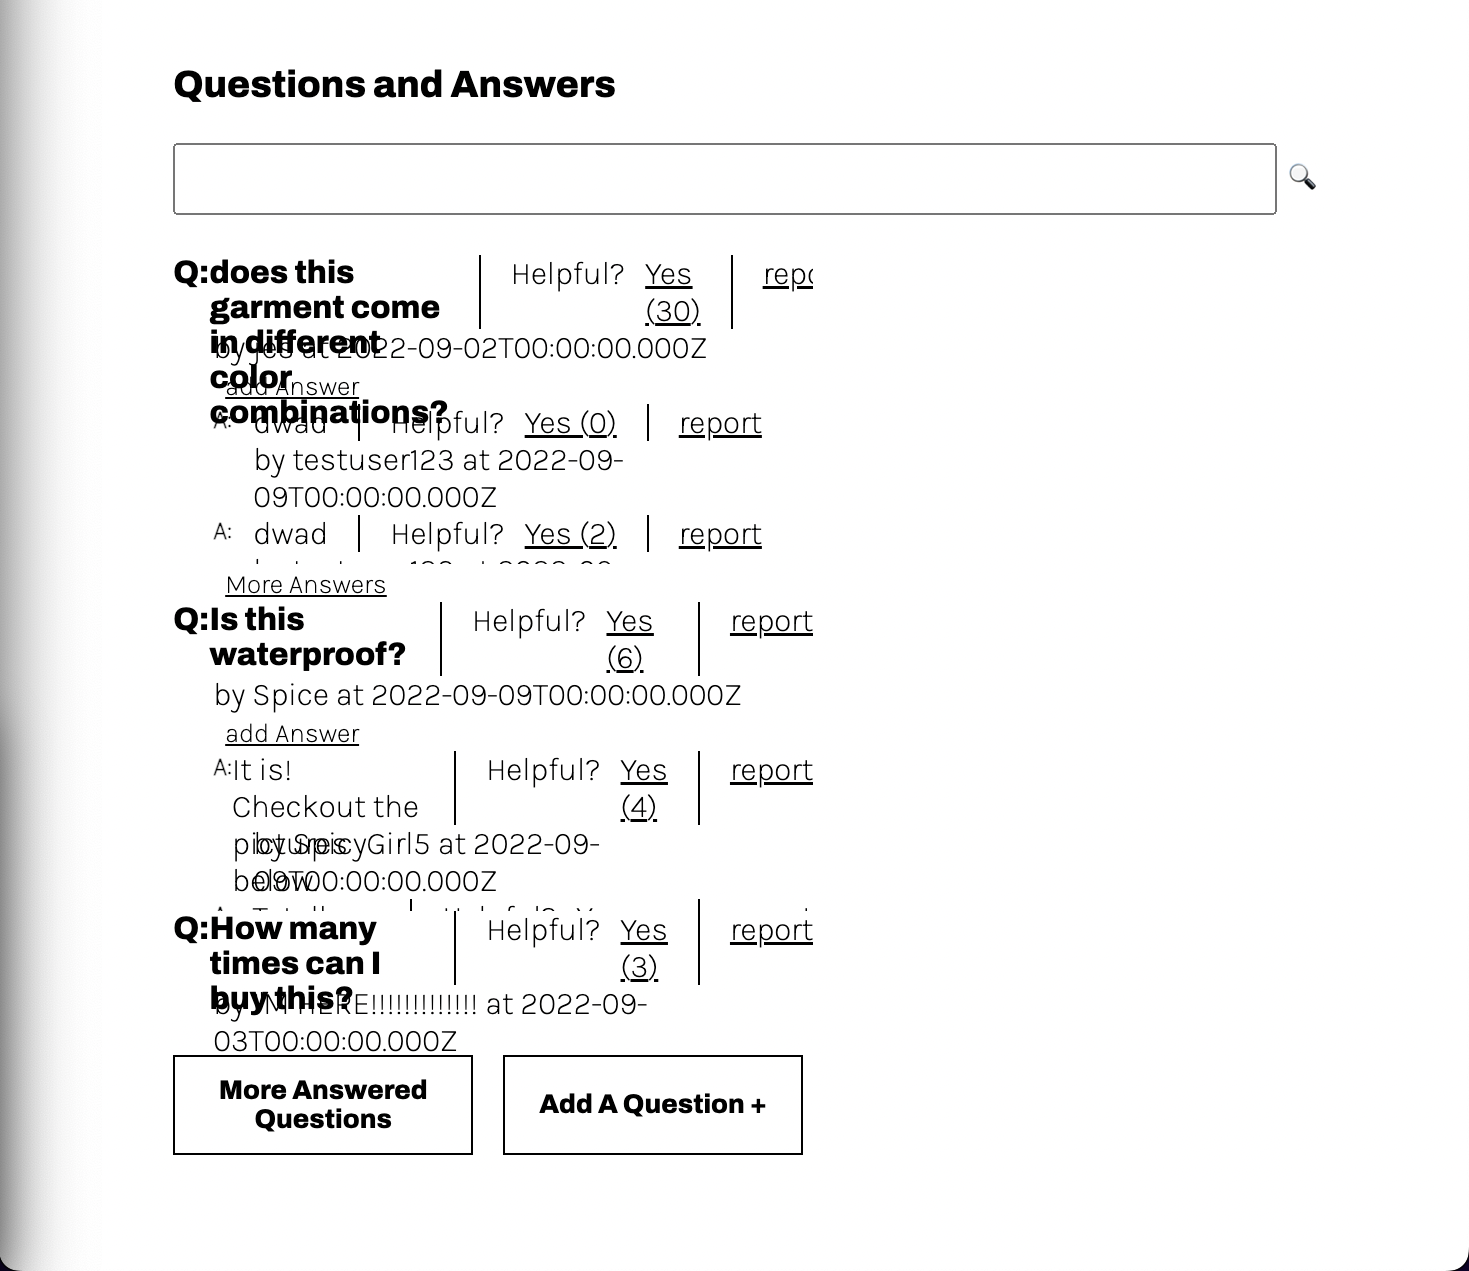 Questions and Answers
Q:does this Helpful? Yes repo
garment come (30)
in different
by jes at 2022-09-02T00:00:00.000Z
color
add Answer
combinations?
A: dwad Helpful? Yes (0) report
by testuser123 at 2022-09-
09T00:00:00.000Z
A: dwad Helpful? Yes (2) report
More Answers
Q:Is this Helpful? Yes report
waterproof? (6)
by Spice at 2022-09-09T00:00:00.000Z
add Answer
A:It is! Helpful? Yes report
Checkout the (4)
pictures
by SpicyGirl5 at 2022-09-
below.
09T00:00:00.000Z
Q:How many Helpful? Yes report
times can I (3)
buy this?
by HERE!!!!!!!!!!!!! at 2022-09-
03T00:00:00.000Z
More Answered
Questions
Add A Question +